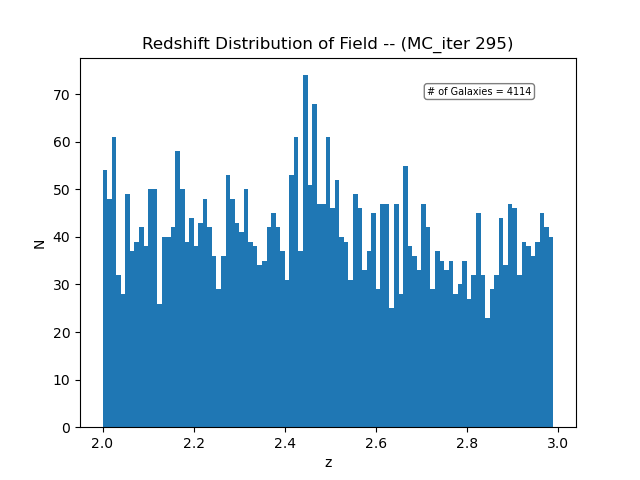 Redshift Distribution of Field -- (MC_iter 295)
# of Galaxies = 4114
70
60
50
40
30
20
10
0
N
2.0 2.2 2.4 2.6 2.8 3.0
z